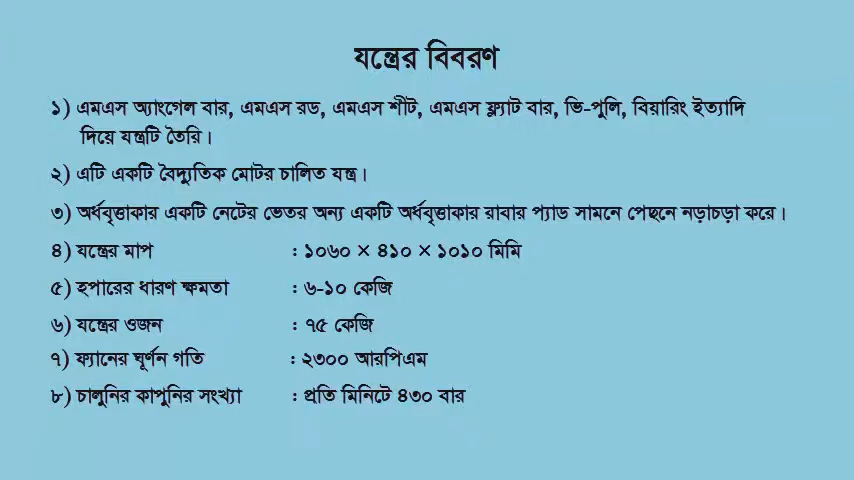 যন্ত্রের বিবরণ
১) এমএস অ্যাংগেল বার, এমএস রড, এমএস শীট, এমএস ফ্ল্যাট বার, ভি-পুলি, বিয়ারিং ইত্যাদি
দিয়ে যন্ত্রটি তৈরি।
২) এটি একটি বৈদ্যুতিক মোটর চালিত যন্ত্র।
৩) অর্ধবৃত্তাকার একটি নেটের ভেতর অন্য একটি অর্ধবৃত্তাকার রাবার প্যাড সামনে পেছনে নড়াচড়া করে।
৪) যন্ত্রের মাপ : ১০৬০ × ৪১০ × ১০১০ মিমি
৫) হপারের ধারণ ক্ষমতা : ৬-১০ কেজি
৬) যন্ত্রের ওজন : ৭৫ কেজি
৭) ফ্যানের ঘূর্ণন গতি : ২৩০০ আরপিএম
৮) চালুনির কাপুনির সংখ্যা : প্রতি মিনিটে ৪৩০ বার